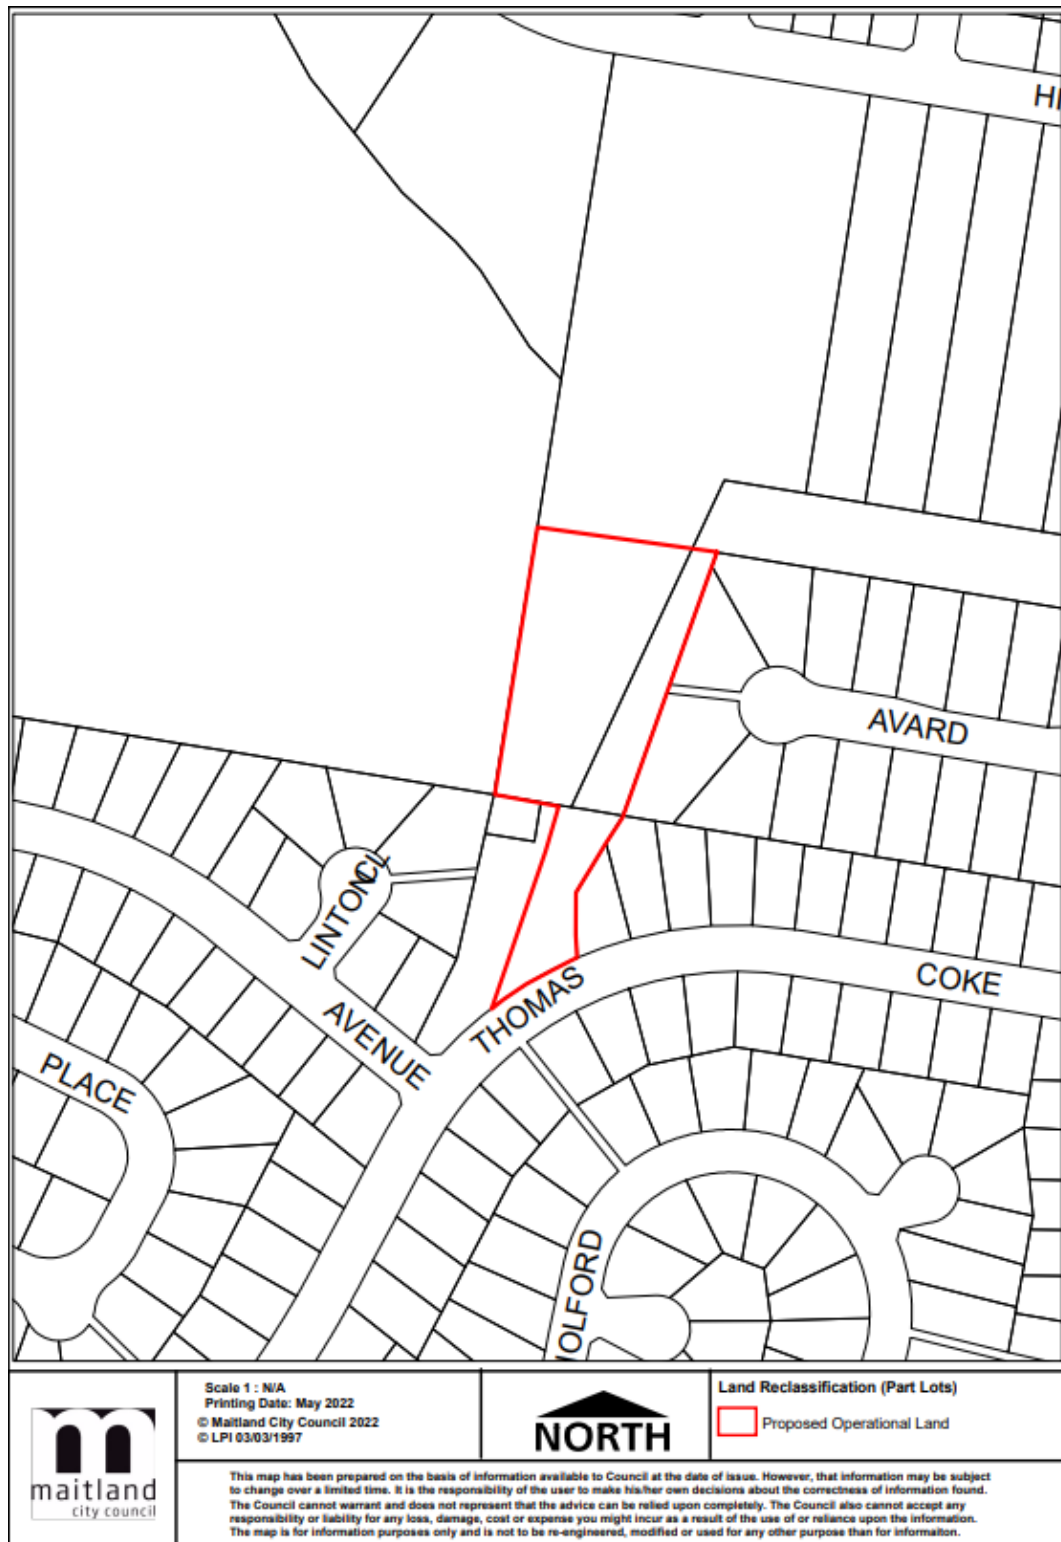 HI
AVARD
LINTON CL
THOMAS
COKE
AVENUE
PLACE
HOLFORD
Scale 1 : N/A
Printing Date: May 2022
© Maitland City Council 2022
© LPI 03/03/1997
NORTH
Land Reclassification (Part Lots)
Proposed Operational Land
maitland
city council
This map has been prepared on the basis of information available to Council at the date of issue. However, that information may be subject
to change over a limited time. It is the responsibility of the user to make his/her own decisions about the correctness of information found.
The Council cannot warrant and does not represent that the advice can be relied upon completely. The Council also cannot accept any
responsibility or liability for any loss, damage, cost or expense you might incur as a result of the use of or reliance upon the information.
The map is for information purposes only and is not to be re-engineered, modified or used for any other purpose than for informaiton.